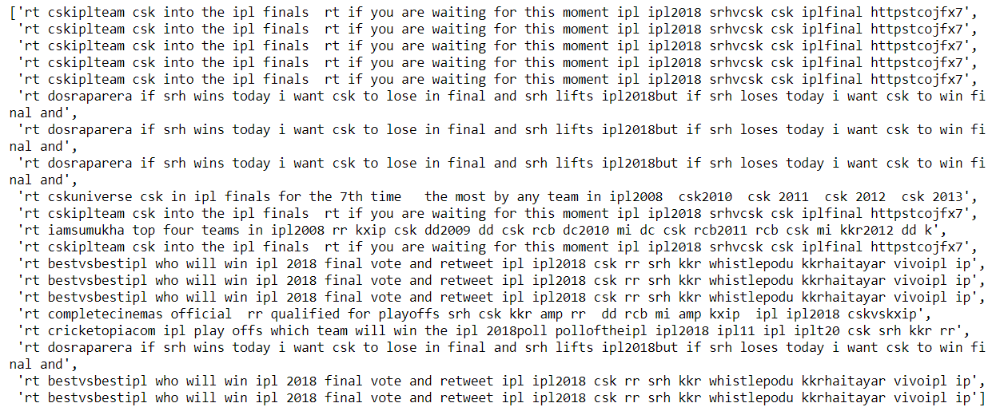 ['rt cskiplteam csk into the ipl finals  rt if you are waiting for this moment ipl ipl2018 srhvcsk csk iplfinal httpstcojfx7',
 'rt cskiplteam csk into the ipl finals  rt if you are waiting for this moment ipl ipl2018 srhvcsk csk iplfinal httpstcojfx7',
 'rt cskiplteam csk into the ipl finals  rt if you are waiting for this moment ipl ipl2018 srhvcsk csk iplfinal httpstcojfx7',
 'rt cskiplteam csk into the ipl finals  rt if you are waiting for this moment ipl ipl2018 srhvcsk csk iplfinal httpstcojfx7',
 'rt cskiplteam csk into the ipl finals  rt if you are waiting for this moment ipl ipl2018 srhvcsk csk iplfinal httpstcojfx7',
 'rt dosraparera if srh wins today i want csk to lose in final and srh lifts ipl2018but if srh loses today i want csk to win fi
nal and',
 'rt dosraparera if srh wins today i want csk to lose in final and srh lifts ipl2018but if srh loses today i want csk to win fi
nal and',
 'rt dosraparera if srh wins today i want csk to lose in final and srh lifts ipl2018but if srh loses today i want csk to win fi
nal and',
 'rt cskuniverse csk in ipl finals for the 7th time   the most by any team in ipl2008  csk2010  csk 2011  csk 2012  csk 2013',
 'rt cskiplteam csk into the ipl finals  rt if you are waiting for this moment ipl ipl2018 srhvcsk csk iplfinal httpstcojfx7',
 'rt iamsumukha top four teams in ipl2008 rr kxip csk dd2009 dd csk rcb dc2010 mi dc csk rcb2011 rcb csk mi kkr2012 dd k',
 'rt cskiplteam csk into the ipl finals  rt if you are waiting for this moment ipl ipl2018 srhvcsk csk iplfinal httpstcojfx7',
 'rt bestvsbestipl who will win ipl 2018 final vote and retweet ipl ipl2018 csk rr srh kkr whistlepodu kkrhaitayar vivoipl ip',
 'rt bestvsbestipl who will win ipl 2018 final vote and retweet ipl ipl2018 csk rr srh kkr whistlepodu kkrhaitayar vivoipl ip',
 'rt bestvsbestipl who will win ipl 2018 final vote and retweet ipl ipl2018 csk rr srh kkr whistlepodu kkrhaitayar vivoipl ip',
 'rt completecinemas official  rr qualified for playoffs srh csk kkr amp rr  dd rcb mi amp kxip  ipl ipl2018 cskvskxip',
 'rt cricketopiacom ipl play offs which team will win the ipl 2018poll polloftheipl ipl2018 ipl11 ipl iplt20 csk srh kkr rr',
 'rt dosraparera if srh wins today i want csk to lose in final and srh lifts ipl2018but if srh loses today i want csk to win fi
nal and',
 'rt bestvsbestipl who will win ipl 2018 final vote and retweet ipl ipl2018 csk rr srh kkr whistlepodu kkrhaitayar vivoipl ip',
 'rt bestvsbestipl who will win ipl 2018 final vote and retweet ipl ipl2018 csk rr srh kkr whistlepodu kkrhaitayar vivoipl ip']